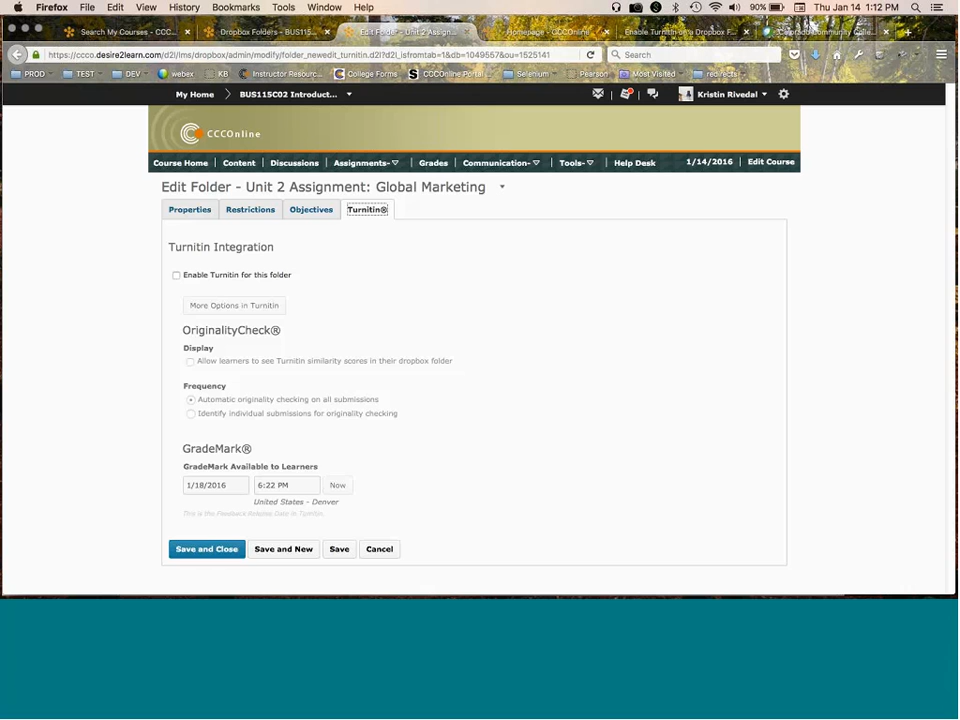 Firefox File Edit View History Bookmarks Tools Window Help 90% Thu Jan 14 1:12 PM
Search My Courses - CCC... Dropbox Folders - BUS115... Edit Folder - Unit 2 Assign... Homepage - CCCOnline Enable Turnitin on a Dropbox F... Colorado Community Colle...
https://ccco.desire2learn.com/d2l/lms/dropbox/admin/modify/folder_newedit_turnitin.d2l?d2l_isfromtab=1&db=1049557&ou=1525141 Search
PROD TEST DEV webex KB Instructor Resource... College Forms CCCOnline Portal Selenium Pearson Most Visited redirects
My Home BUS115C02 Introduct... Kristin Rivedal
CCCOnline
Course Home Content Discussions Assignments- Grades Communication- Tools- Help Desk 1/14/2016 Edit Course
Edit Folder - Unit 2 Assignment: Global Marketing
Properties Restrictions Objectives Turnitin®
Turnitin Integration
Enable Turnitin for this folder
More Options in Turnitin
OriginalityCheck®
Display
Allow learners to see Turnitin similarity scores in their dropbox folder
Frequency
Automatic originality checking on all submissions
Identify individual submissions for originality checking
GradeMark®
GradeMark Available to Learners
1/18/2016 6:22 PM Now
United States - Denver
This is the Feedback Release Date in Turnitin.
Save and Close Save and New Save Cancel